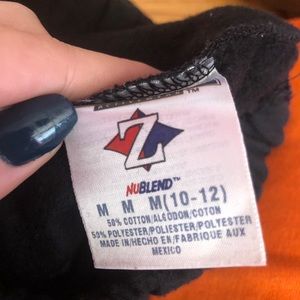 Z
NUBLEND™
M M M(10-12)
50% COTTON/ALGODON/COTON
50% POLYESTER/POLIESTER/POLYESTER
MADE IN/HECHO EN/FABRIQUE AUX
MEXICO